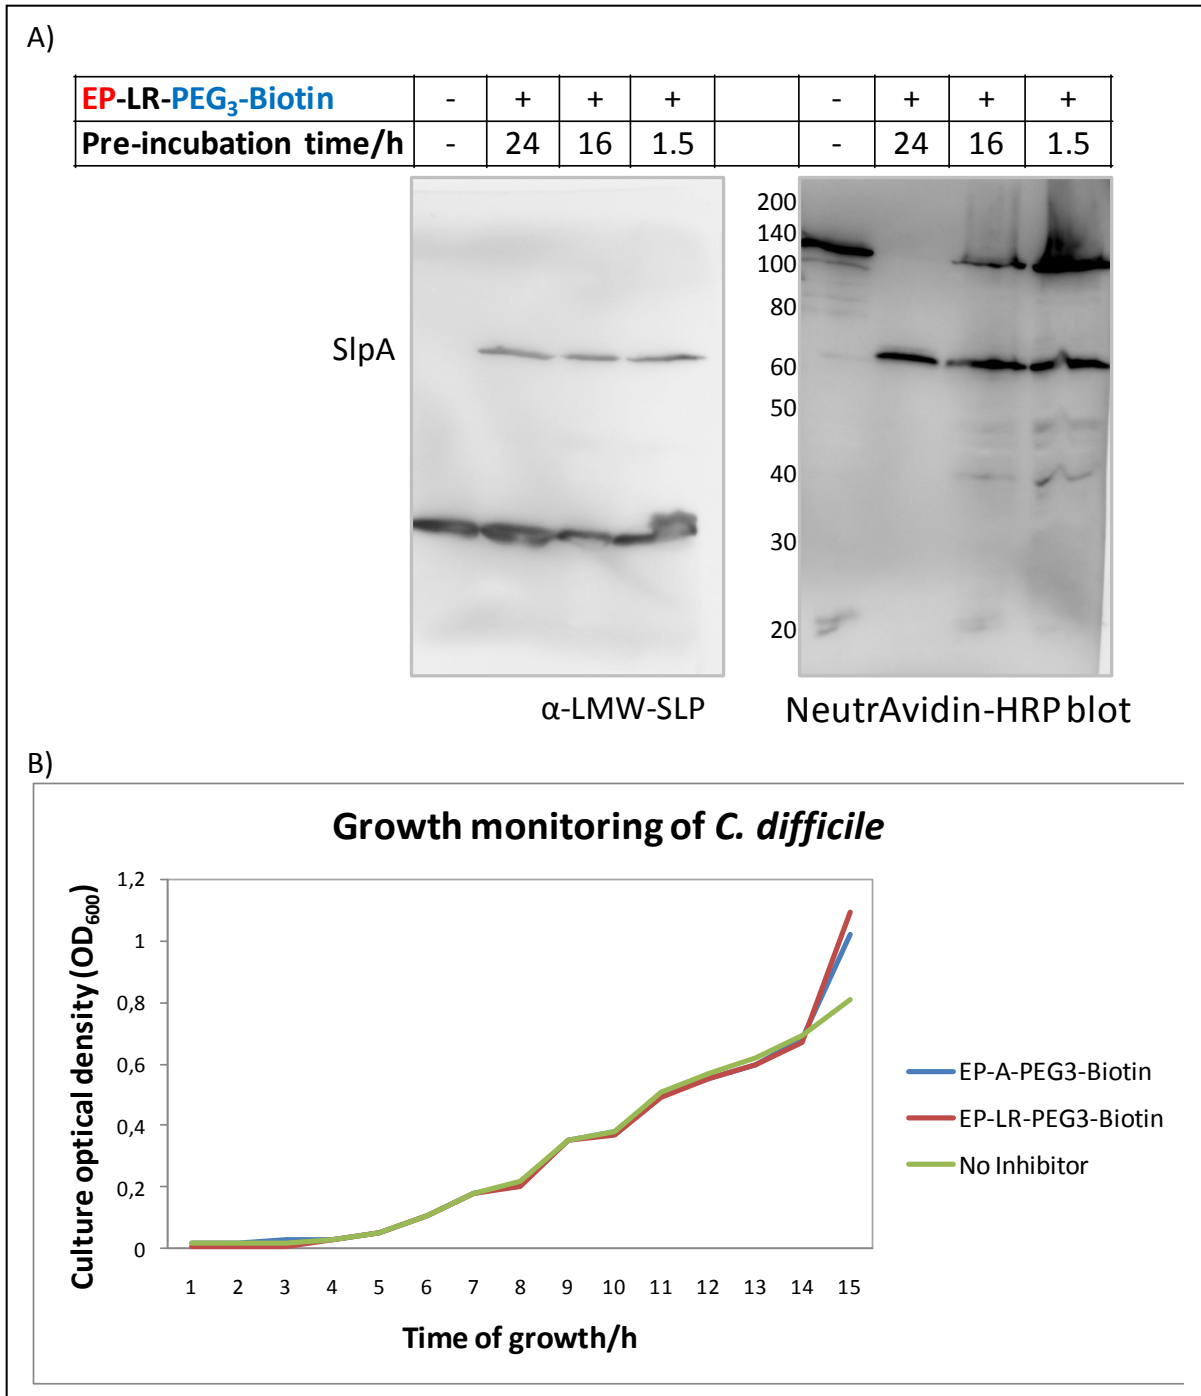 A)
EP-LR-PEG3-Biotin - + + + - + + +
Pre-incubation time/h - 24 16 1.5 - 24 16 1.5
SlpA
200
140
100
80
60
50
40
30
20
α-LMW-SLP NeutrAvidin-HRP blot
B)
Growth monitoring of C. difficile
Culture optical density (OD600)
1,2
1
0,8
0,6
0,4
0,2
0
1 2 3 4 5 6 7 8 9 10 11 12 13 14 15
Time of growth/h
EP-A-PEG3-Biotin
EP-LR-PEG3-Biotin
No Inhibitor